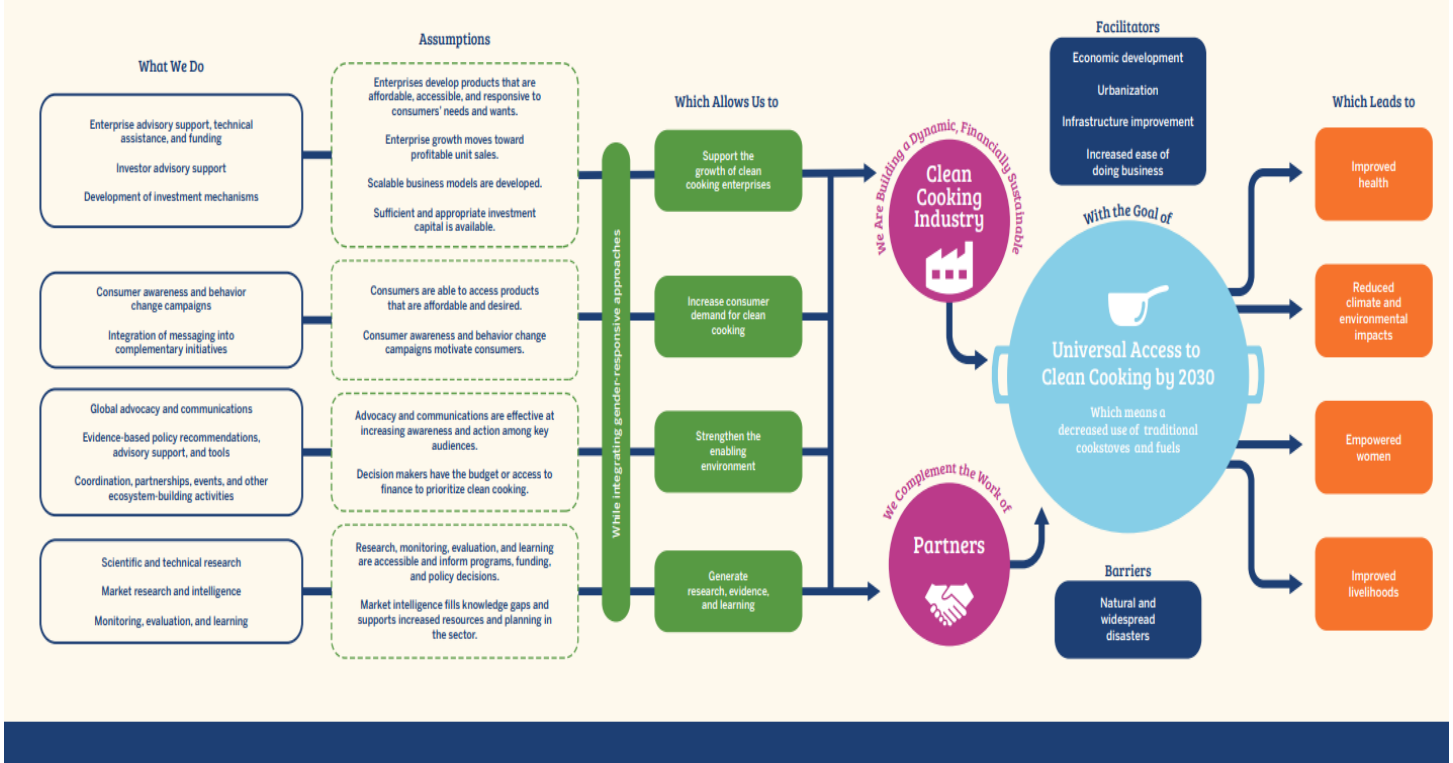 What We Do
Enterprise advisory support, technical
assistance, and funding
Investor advisory support
Development of investment mechanisms
Consumer awareness and behavior
change campaigns
Integration of messaging into
complementary initiatives
Global advocacy and communications
Evidence-based policy recommendations,
advisory support, and tools
Coordination, partnerships, events, and other
ecosystem-building activities
Scientific and technical research
Market research and intelligence
Monitoring, evaluation, and learning
Assumptions
Enterprises develop products that are
affordable, accessible, and responsive to
consumers' needs and wants.
Enterprise growth moves toward
profitable unit sales.
Scalable business models are developed.
Sufficient and appropriate investment
capital is available.
Consumers are able to access products
that are affordable and desired.
Consumer awareness and behavior change
campaigns motivate consumers.
Advocacy and communications are effective at
increasing awareness and action among key
audiences.
Decision makers have the budget or access to
finance to prioritize clean cooking.
Research, monitoring, evaluation, and learning
are accessible and inform programs, funding,
and policy decisions.
Market intelligence fills knowledge gaps and
supports increased resources and planning in
the sector.
While integrating gender-responsive approaches
Which Allows Us to
Support the
growth of clean
cooking enterprises
Increase consumer
demand for clean
cooking
Strengthen the
enabling
environment
Generate
research, evidence,
and learning
We Are Building a Dynamic, Financially Sustainable
Clean
Cooking
Industry
We Complement the Work of
Partners
Facilitators
Economic development
Urbanization
Infrastructure improvement
Increased ease of
doing business
With the Goal of
Universal Access to
Clean Cooking by 2030
Which means a
decreased use of traditional
cookstoves and fuels
Barriers
Natural and
widespread
disasters
Which Leads to
Improved
health
Reduced
climate and
environmental
impacts
Empowered
women
Improved
livelihoods